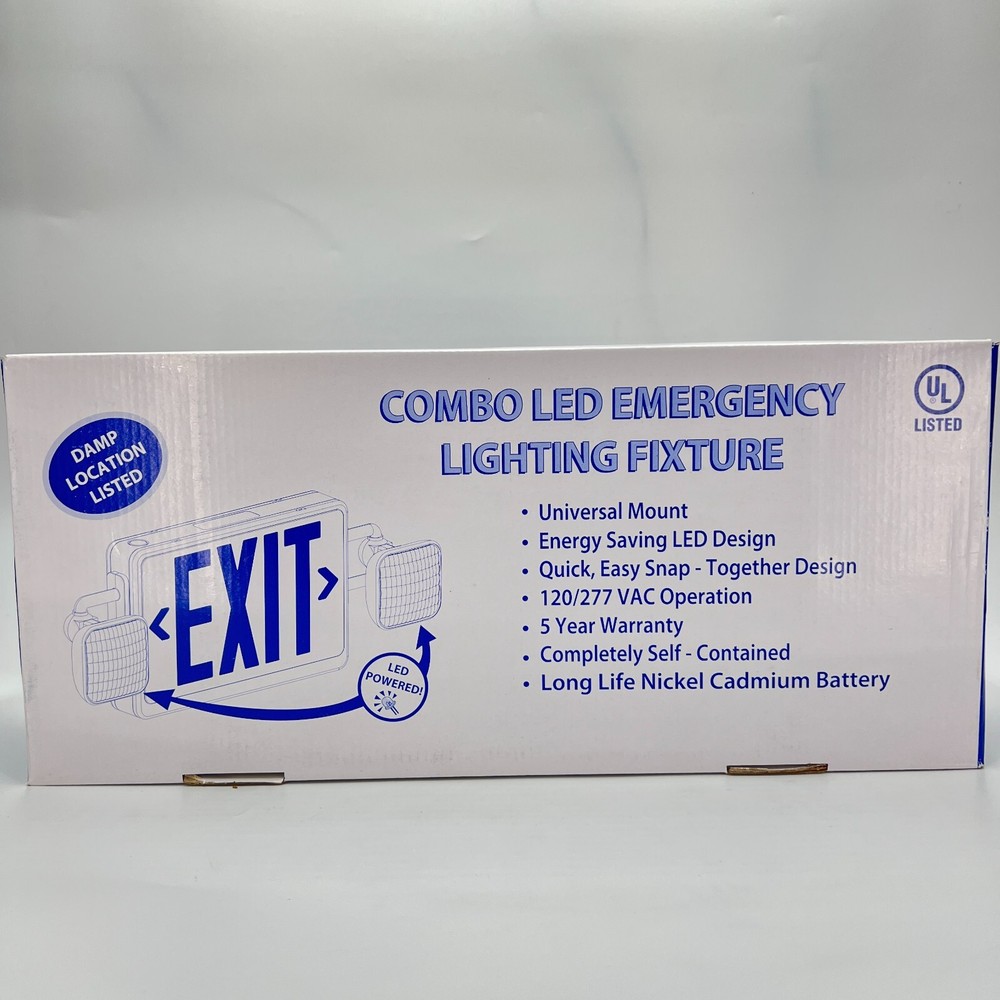 COMBO LED EMERGENCY
LIGHTING FIXTURE
UL
LISTED
DAMP
LOCATION
LISTED
<EXIT>
LED
POWERED!
• Universal Mount
• Energy Saving LED Design
• Quick, Easy Snap - Together Design
• 120/277 VAC Operation
• 5 Year Warranty
• Completely Self - Contained
• Long Life Nickel Cadmium Battery